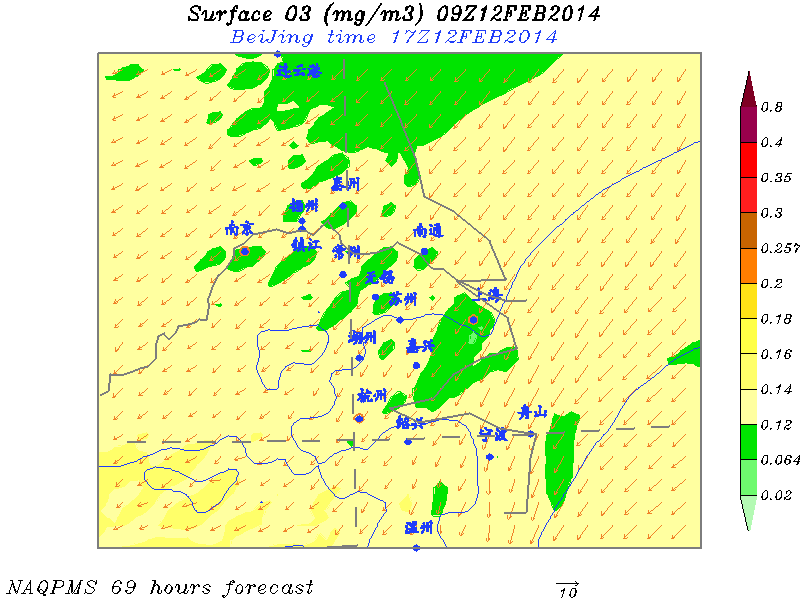 Surface O3 (mg/m3) 09Z12FEB2014
BeiJing time 17Z12FEB2014
连云港
泰州
扬州
南京
镇江
常州
南通
无锡
苏州
上海
湖州
嘉兴
杭州
绍兴
宁波
舟山
温州
0.8
0.4
0.35
0.3
0.257
0.2
0.18
0.16
0.14
0.12
0.064
0.02
NAQPMS 69 hours forecast
10